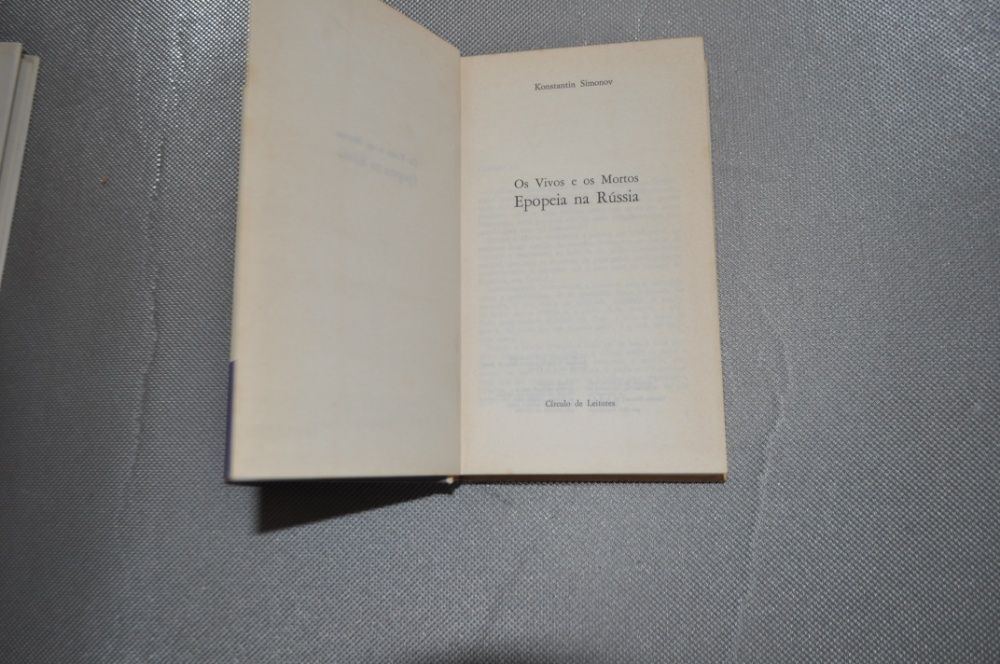 Konstantin Simonov
Os Vivos e os Mortos
Epopeia na Rússia
Círculo de Leitores